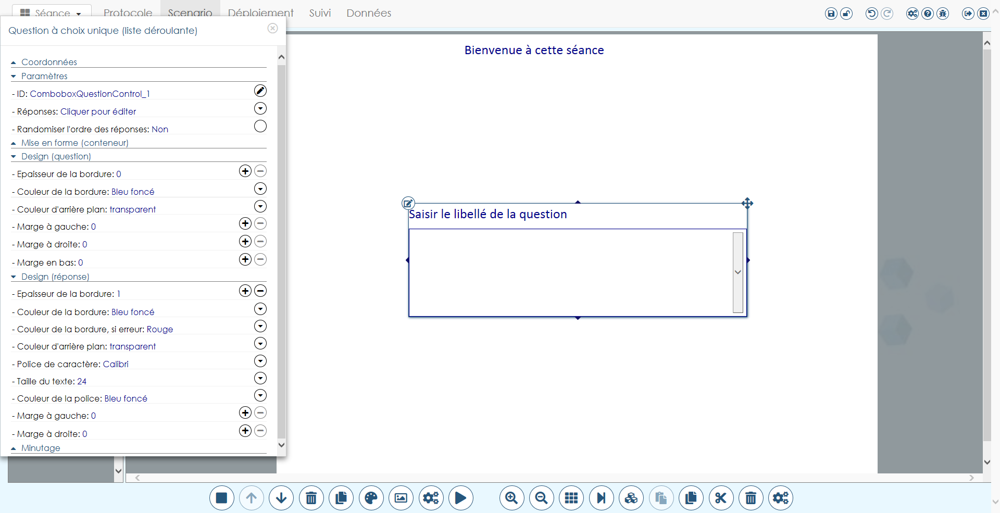 Séance
Protocole
Scenario
Déploiement
Suivi
Données
Question à choix unique (liste déroulante)
Coordonnées
Paramètres
- ID: ComboboxQuestionControl_1
- Réponses: Cliquer pour éditer
- Randomiser l'ordre des réponses: Non
Mise en forme (conteneur)
Design (question)
- Epaisseur de la bordure: 0
- Couleur de la bordure: Bleu foncé
- Couleur d'arrière plan: transparent
- Marge à gauche: 0
- Marge à droite: 0
- Marge en bas: 0
Design (réponse)
- Epaisseur de la bordure: 1
- Couleur de la bordure: Bleu foncé
- Couleur de la bordure, si erreur: Rouge
- Couleur d'arrière plan: transparent
- Police de caractère: Calibri
- Taille du texte: 24
- Couleur de la police: Bleu foncé
- Marge à gauche: 0
- Marge à droite: 0
Minutage
Bienvenue à cette séance
Saisir le libellé de la question